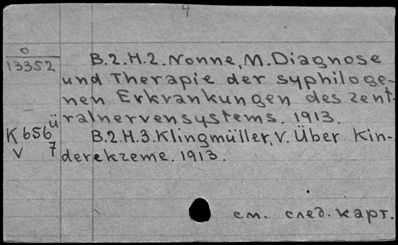 4
0
13352
B.2.H.2. Nonne, M. Diagnose
und Therapie der syphiloge-
nen Erkrankungen des Zent-
ralnervensystems. 1913.
K 656 ü
V 7
B.2.H.3. Klingmüller, V. Über Kin-
derekzeme. 1913.
см. след. карт.